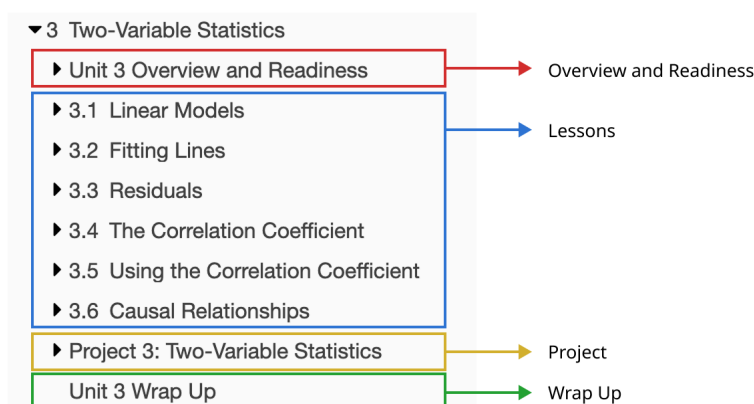 3 Two-Variable Statistics
Unit 3 Overview and Readiness
Overview and Readiness
3.1 Linear Models
Lessons
3.2 Fitting Lines
3.3 Residuals
3.4 The Correlation Coefficient
3.5 Using the Correlation Coefficient
3.6 Causal Relationships
Project 3: Two-Variable Statistics
Project
Unit 3 Wrap Up
Wrap Up